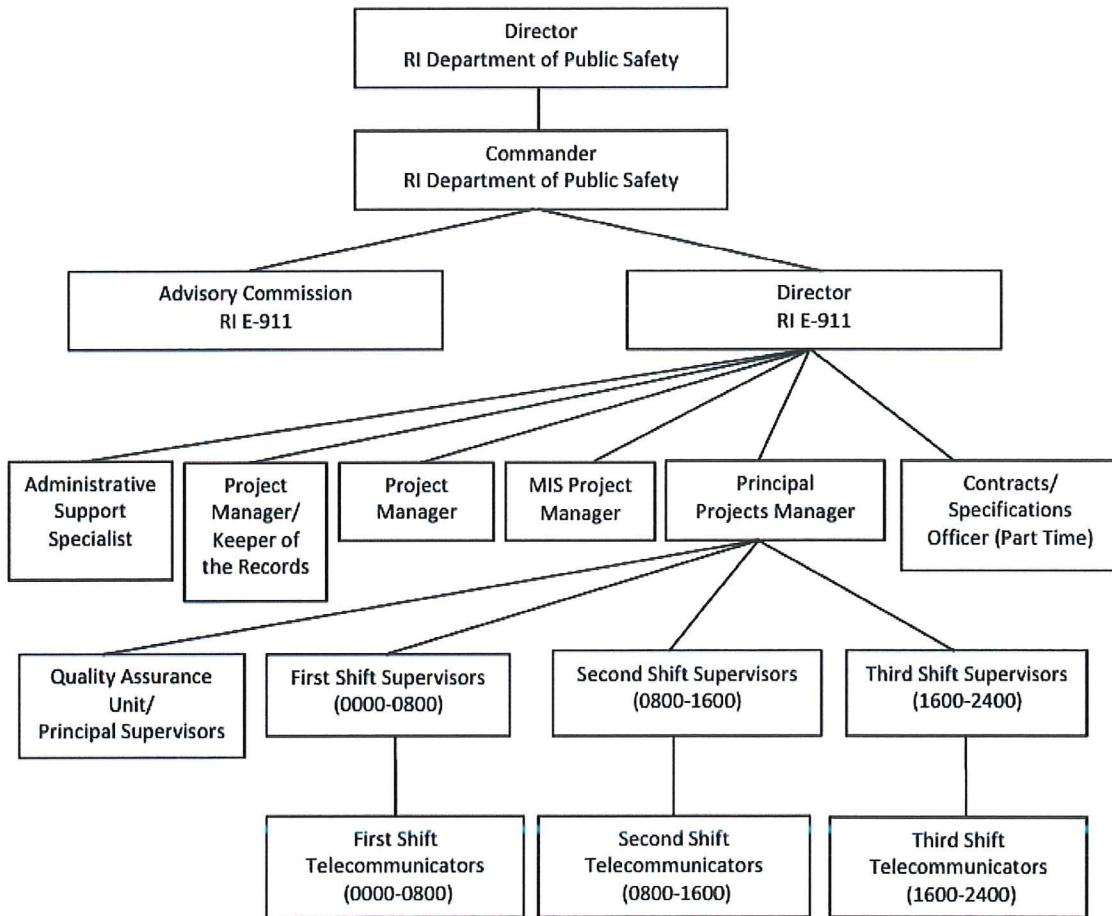 Director
RI Department of Public Safety
Commander
RI Department of Public Safety
Advisory Commission
RI E-911
Director
RI E-911
Administrative
Support
Specialist
Project
Manager/
Keeper of
the Records
Project
Manager
MIS Project
Manager
Principal
Projects Manager
Contracts/
Specifications
Officer (Part Time)
Quality Assurance
Unit/
Principal Supervisors
First Shift Supervisors
(0000-0800)
Second Shift Supervisors
(0800-1600)
Third Shift Supervisors
(1600-2400)
First Shift
Telecommunicators
(0000-0800)
Second Shift
Telecommunicators
(0800-1600)
Third Shift
Telecommunicators
(1600-2400)